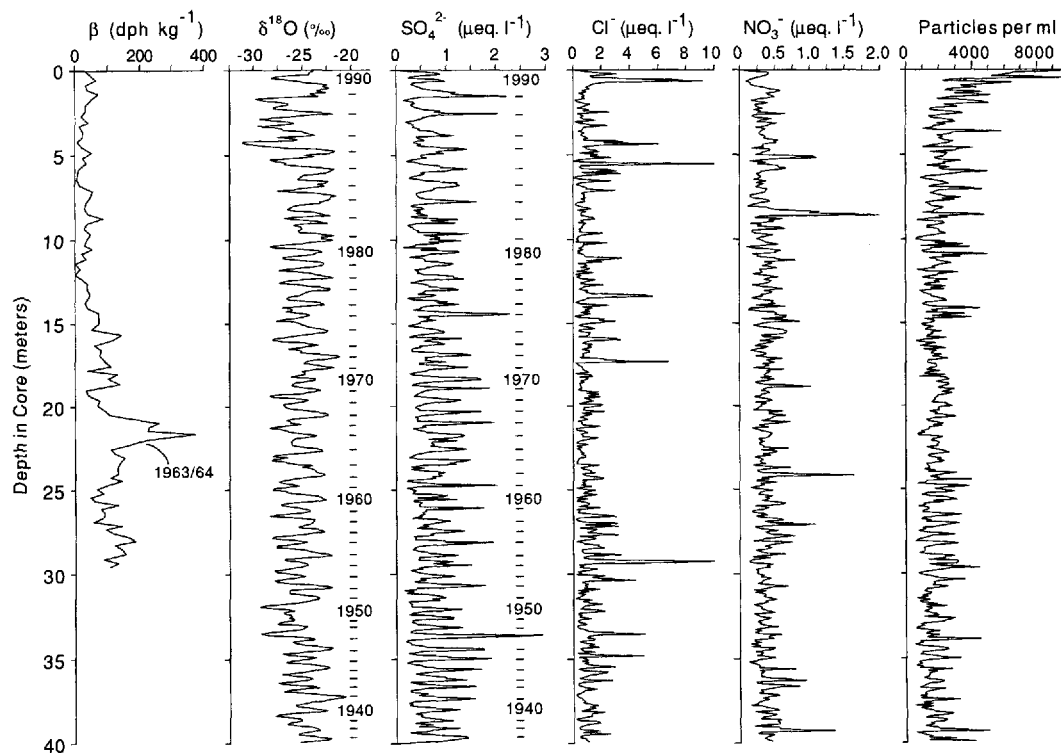 β (dph kg⁻¹)
δ¹⁸O (‰)
SO₄²⁻ (μeq. l⁻¹)
Cl⁻ (μeq. l⁻¹)
NO₃⁻ (μeq. l⁻¹)
Particles per ml
0 200 400
-30 -25 -20
0 1 2 3
0 2 4 6 8 10
0 0.5 1.0 1.5 2.0
0 4000 8000
Depth in Core (meters)
0
5
10
15
20
25
30
35
40
1963/64
1990
1980
1970
1960
1950
1940
1990
1980
1970
1960
1950
1940